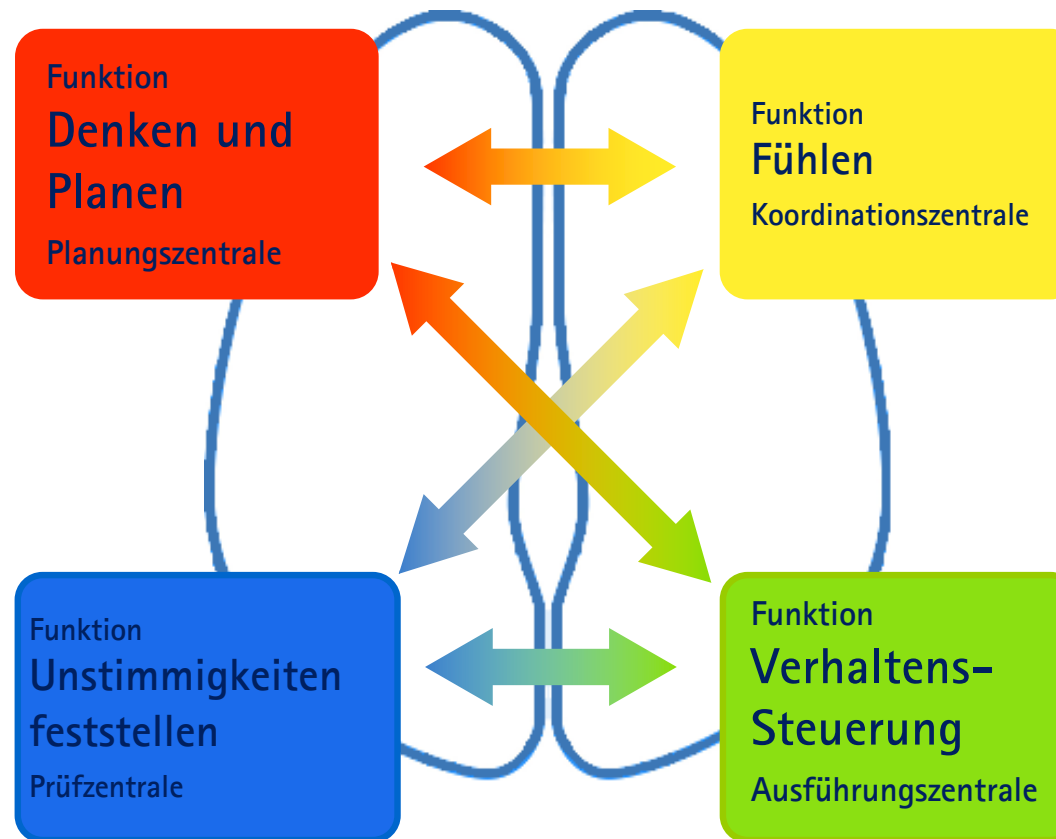 Funktion
Denken und
Planen
Planungszentrale
Funktion
Fühlen
Koordinationszentrale
Funktion
Unstimmigkeiten
feststellen
Prüfzentrale
Funktion
Verhaltens-
Steuerung
Ausführungszentrale